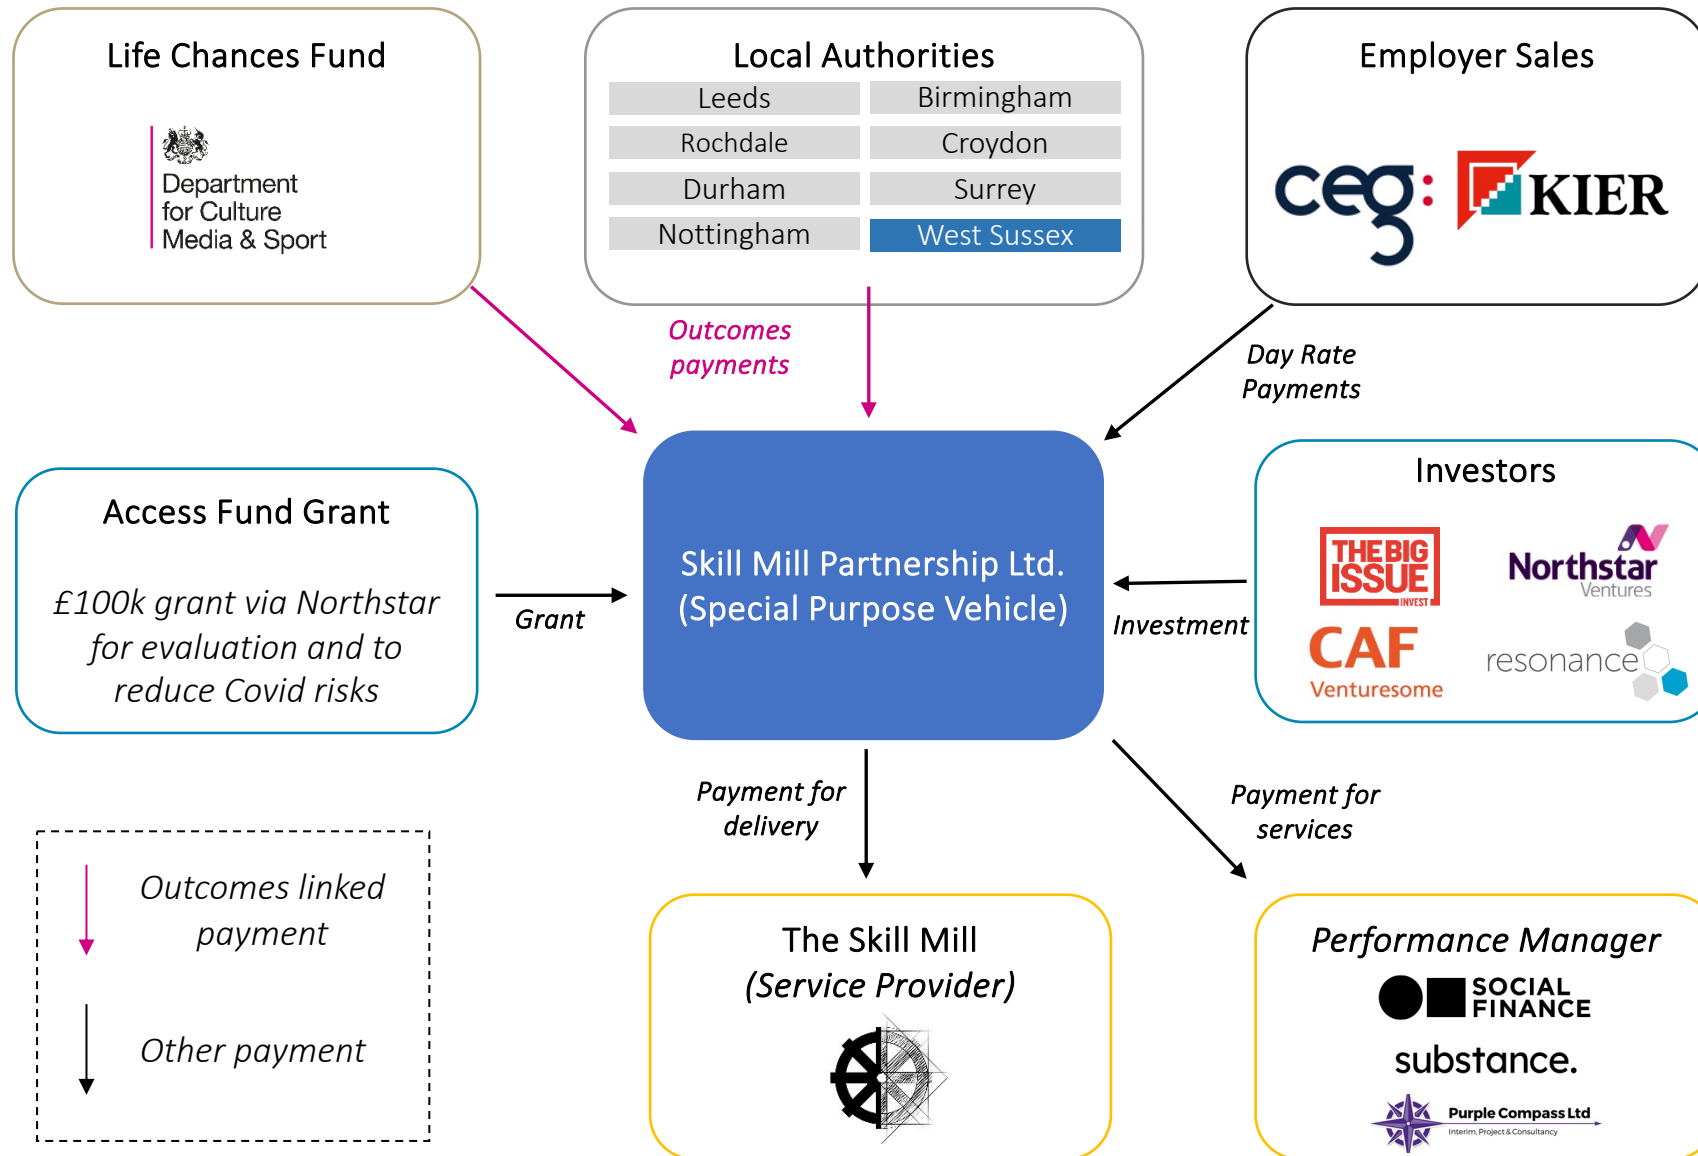 Life Chances Fund
Department
for Culture
Media & Sport
Local Authorities
Leeds
Birmingham
Rochdale
Croydon
Durham
Surrey
Nottingham
West Sussex
Employer Sales
ceg:
KIER
Outcomes
payments
Day Rate
Payments
Access Fund Grant
£100k grant via Northstar
for evaluation and to
reduce Covid risks
Grant
Skill Mill Partnership Ltd.
(Special Purpose Vehicle)
Investment
Investors
THE BIG
ISSUE
INVEST
Northstar
Ventures
CAF
Venturesome
resonance
Payment for
delivery
Payment for
services
Outcomes linked
payment
Other payment
The Skill Mill
(Service Provider)
Performance Manager
SOCIAL
FINANCE
substance.
Purple Compass Ltd
Interim, Project & Consultancy